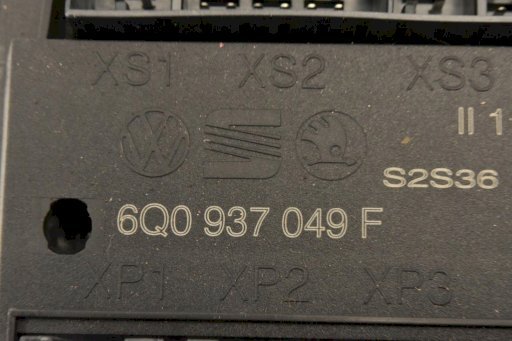 XS1 XS2 XS3
II 1
S2S36
6Q0 937 049 F
XP1 XP2 XP3